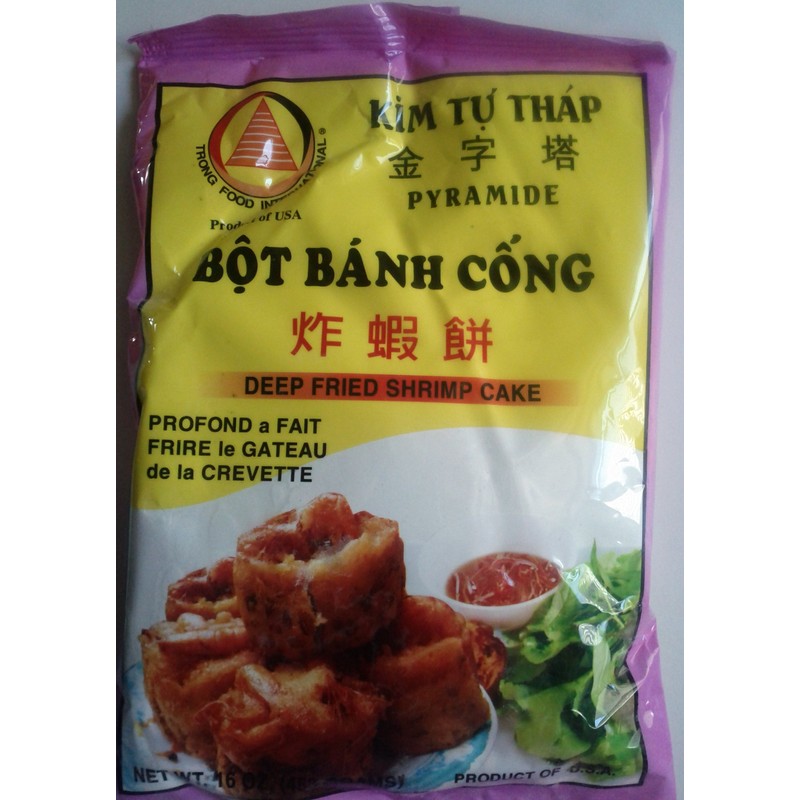 TRONG FOOD INTERNATIONAL®
Product of USA
KIM TỰ THÁP
金字塔
PYRAMIDE
BỘT BÁNH CỐNG
炸蝦餅
DEEP FRIED SHRIMP CAKE
PROFOND a FAIT
FRIRE le GATEAU
de la CREVETTE
NET WT. 16 OZ.
PRODUCT OF U.S.A.